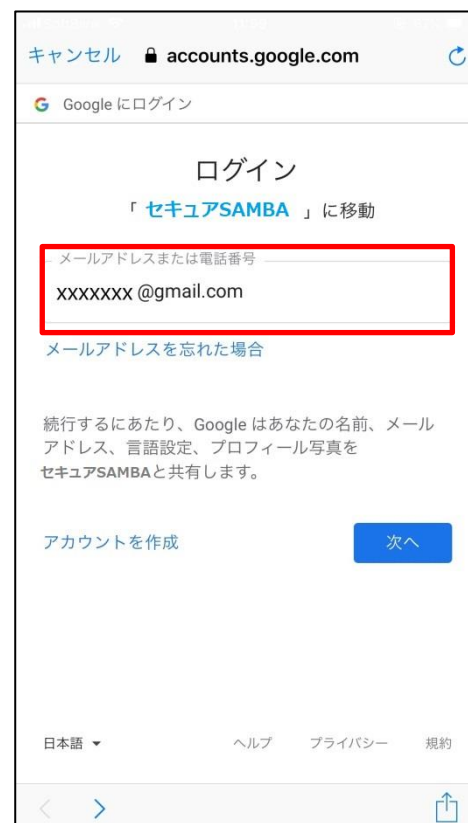 キャンセル accounts.google.com
G Google にログイン
ログイン
「 セキュアSAMBA 」に移動
メールアドレスまたは電話番号
xxxxxxx @gmail.com
メールアドレスを忘れた場合
続行するにあたり、Google はあなたの名前、メール
アドレス、言語設定、プロフィール写真を
セキュアSAMBAと共有します。
アカウントを作成 次へ
日本語 ヘルプ プライバシー 規約